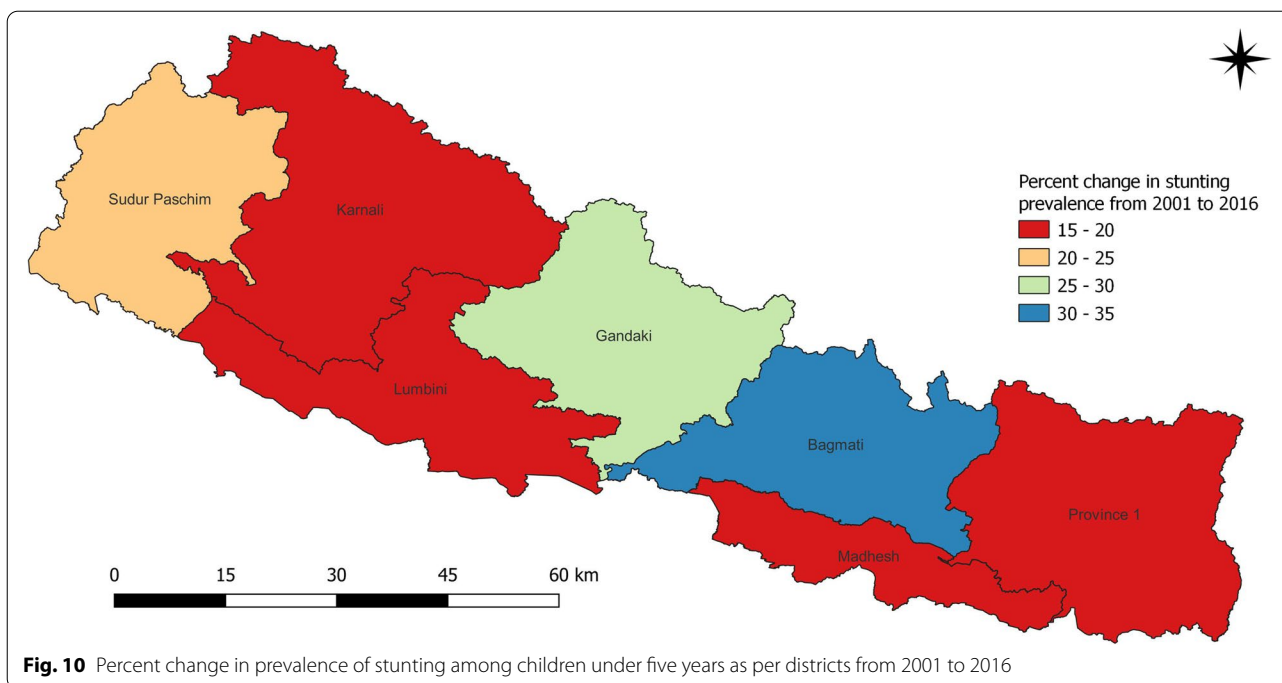 Percent change in stunting
prevalence from 2001 to 2016
15 - 20
20 - 25
25 - 30
30 - 35
Sudur Paschim
Karnali
Gandaki
Lumbini
Bagmati
Province 1
Madhesh
0 15 30 45 60 km
Fig. 10 Percent change in prevalence of stunting among children under five years as per districts from 2001 to 2016